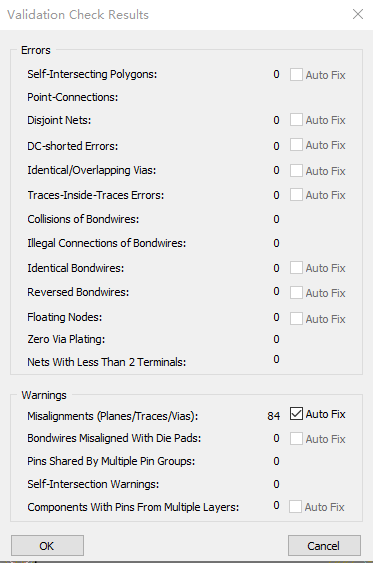 Validation Check Results
Errors
Self-Intersecting Polygons: 0 Auto Fix
Point-Connections:
Disjoint Nets: 0 Auto Fix
DC-shorted Errors: 0 Auto Fix
Identical/Overlapping Vias: 0 Auto Fix
Traces-Inside-Traces Errors: 0 Auto Fix
Collisions of Bondwires: 0
Illegal Connections of Bondwires: 0
Identical Bondwires: 0 Auto Fix
Reversed Bondwires: 0 Auto Fix
Floating Nodes: 0 Auto Fix
Zero Via Plating: 0
Nets With Less Than 2 Terminals: 0
Warnings
Misalignments (Planes/Traces/Vias): 84 Auto Fix
Bondwires Misaligned With Die Pads: 0 Auto Fix
Pins Shared By Multiple Pin Groups: 0
Self-Intersection Warnings: 0
Components With Pins From Multiple Layers: 0 Auto Fix
OK Cancel